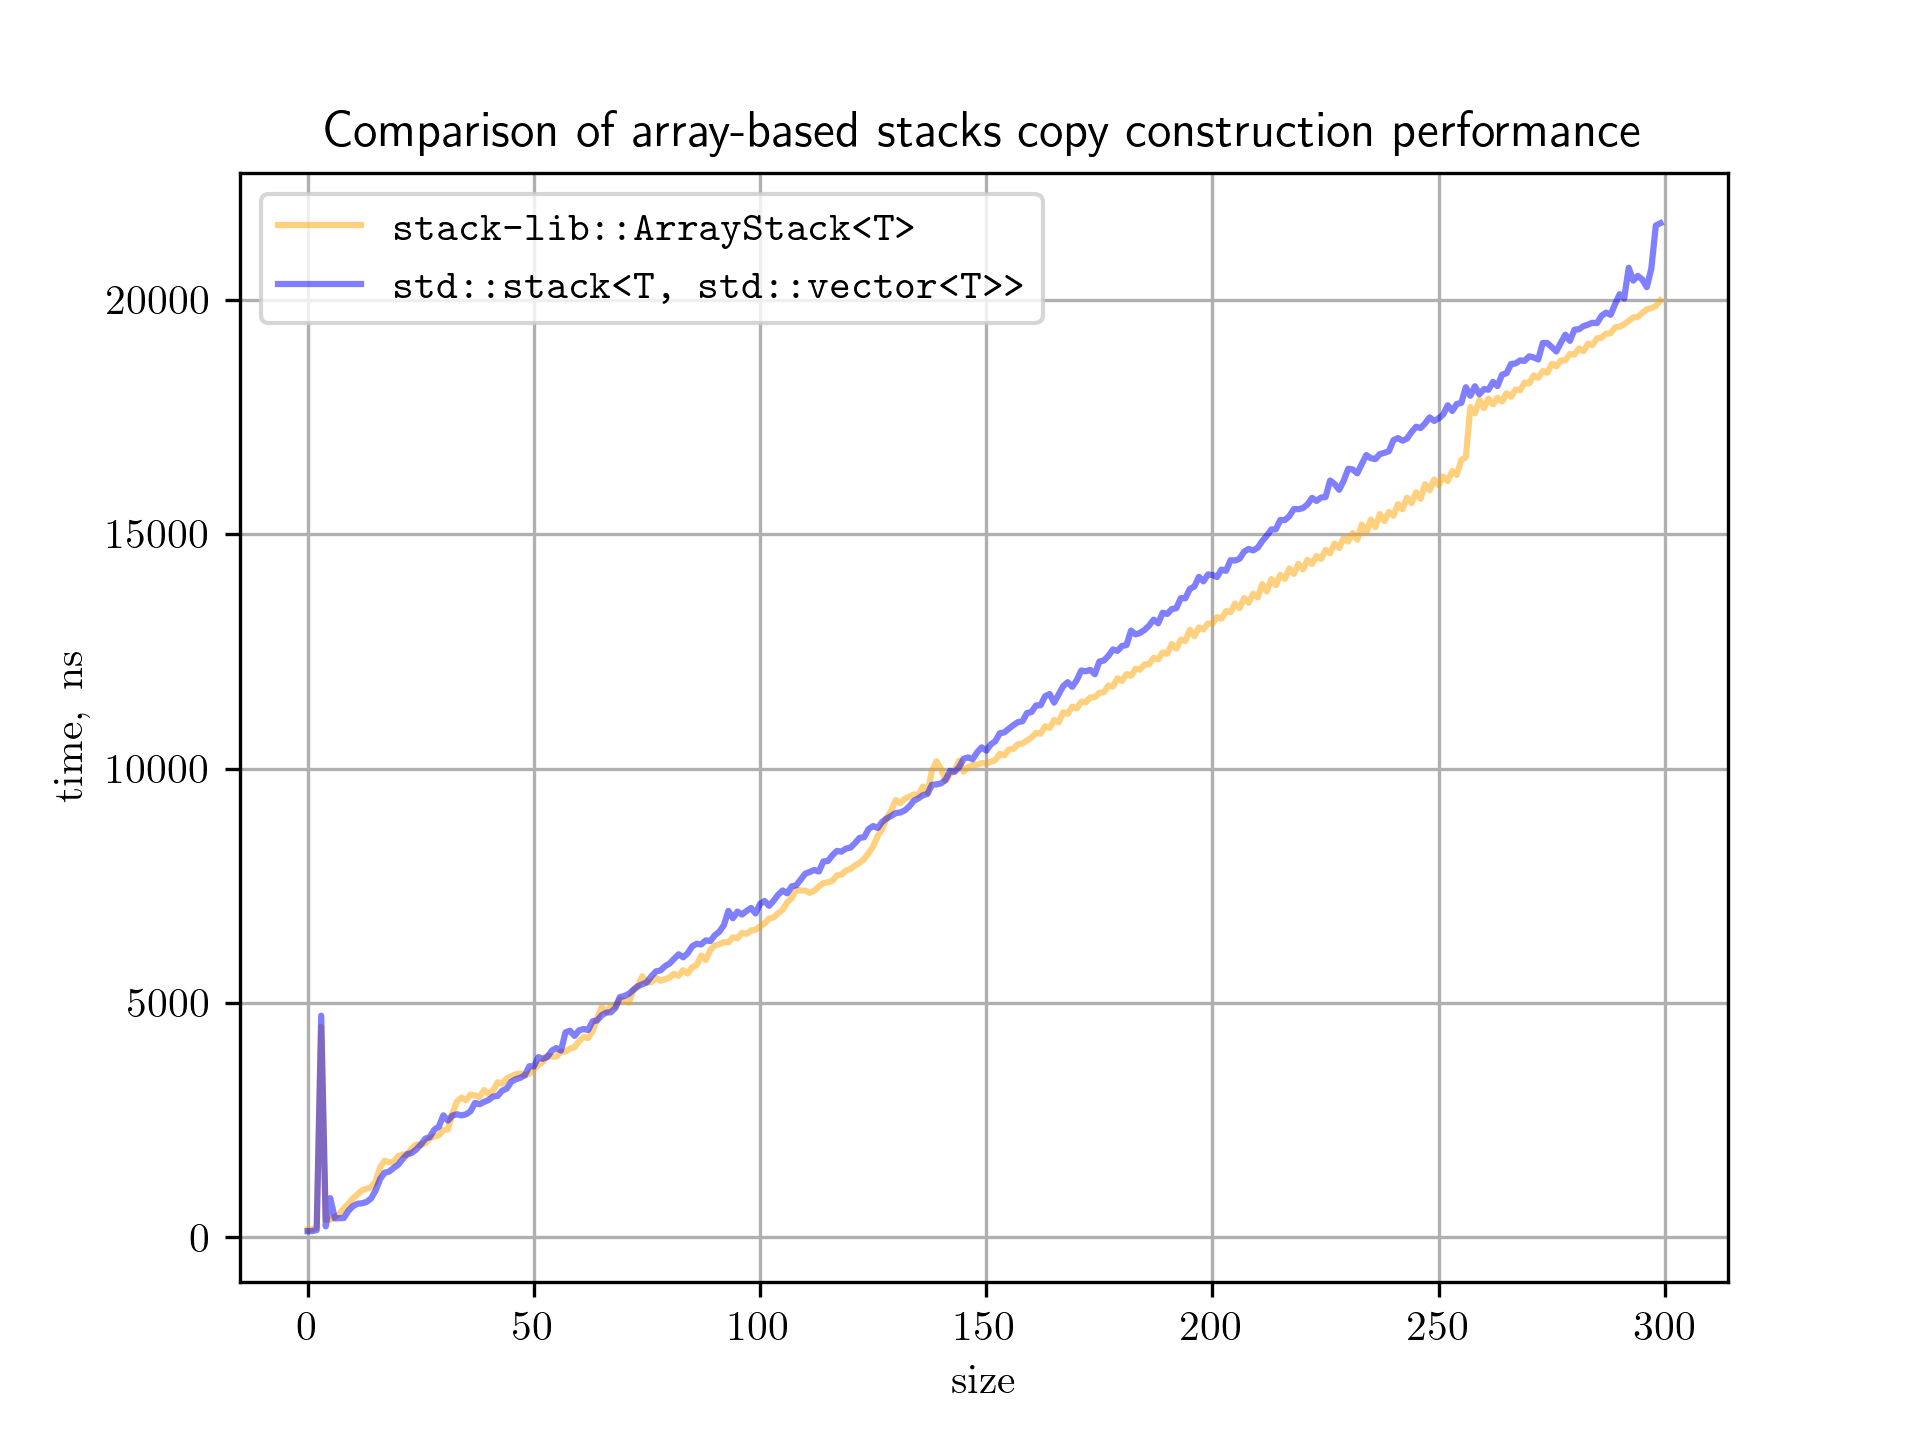 Comparison of array-based stacks copy construction performance
stack-lib::ArrayStack<T>
std::stack<T, std::vector<T>>
20000
15000
10000
5000
0
time, ns
0 50 100 150 200 250 300
size